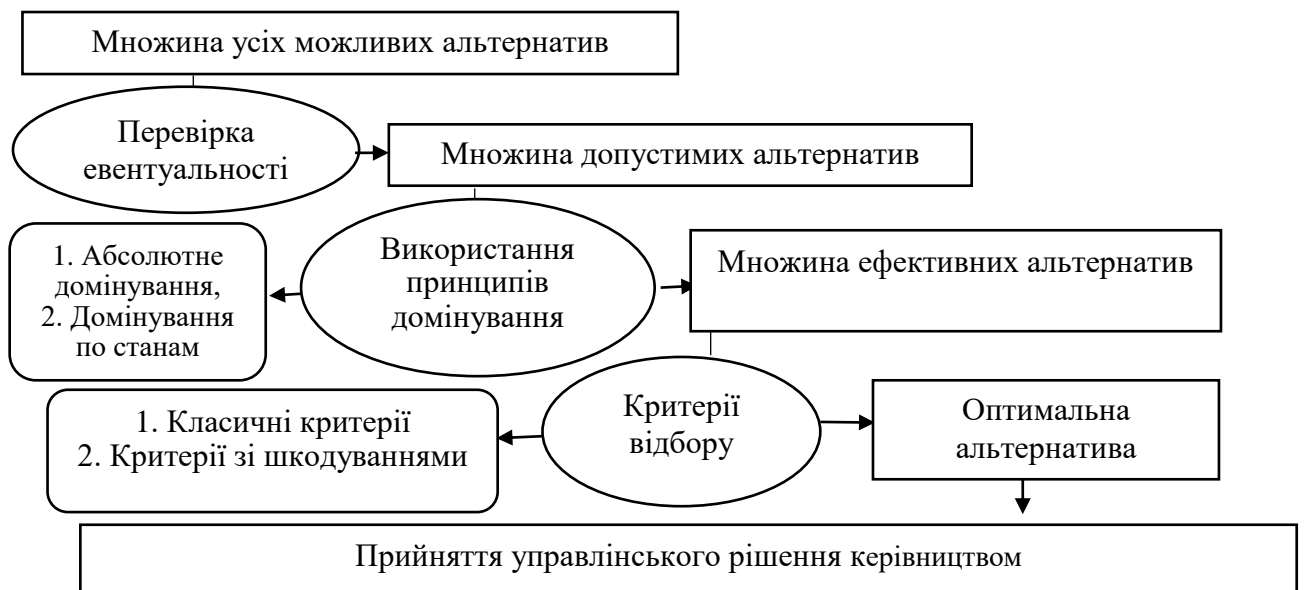 Множина усіх можливих альтернатив
Перевірка
евентуальності
Множина допустимих альтернатив
1. Абсолютне
домінування,
2. Домінування
по станам
Використання
принципів
домінування
Множина ефективних альтернатив
1. Класичні критерії
2. Критерії зі шкодуваннями
Критерії
відбору
Оптимальна
альтернатива
Прийняття управлінського рішення керівництвом